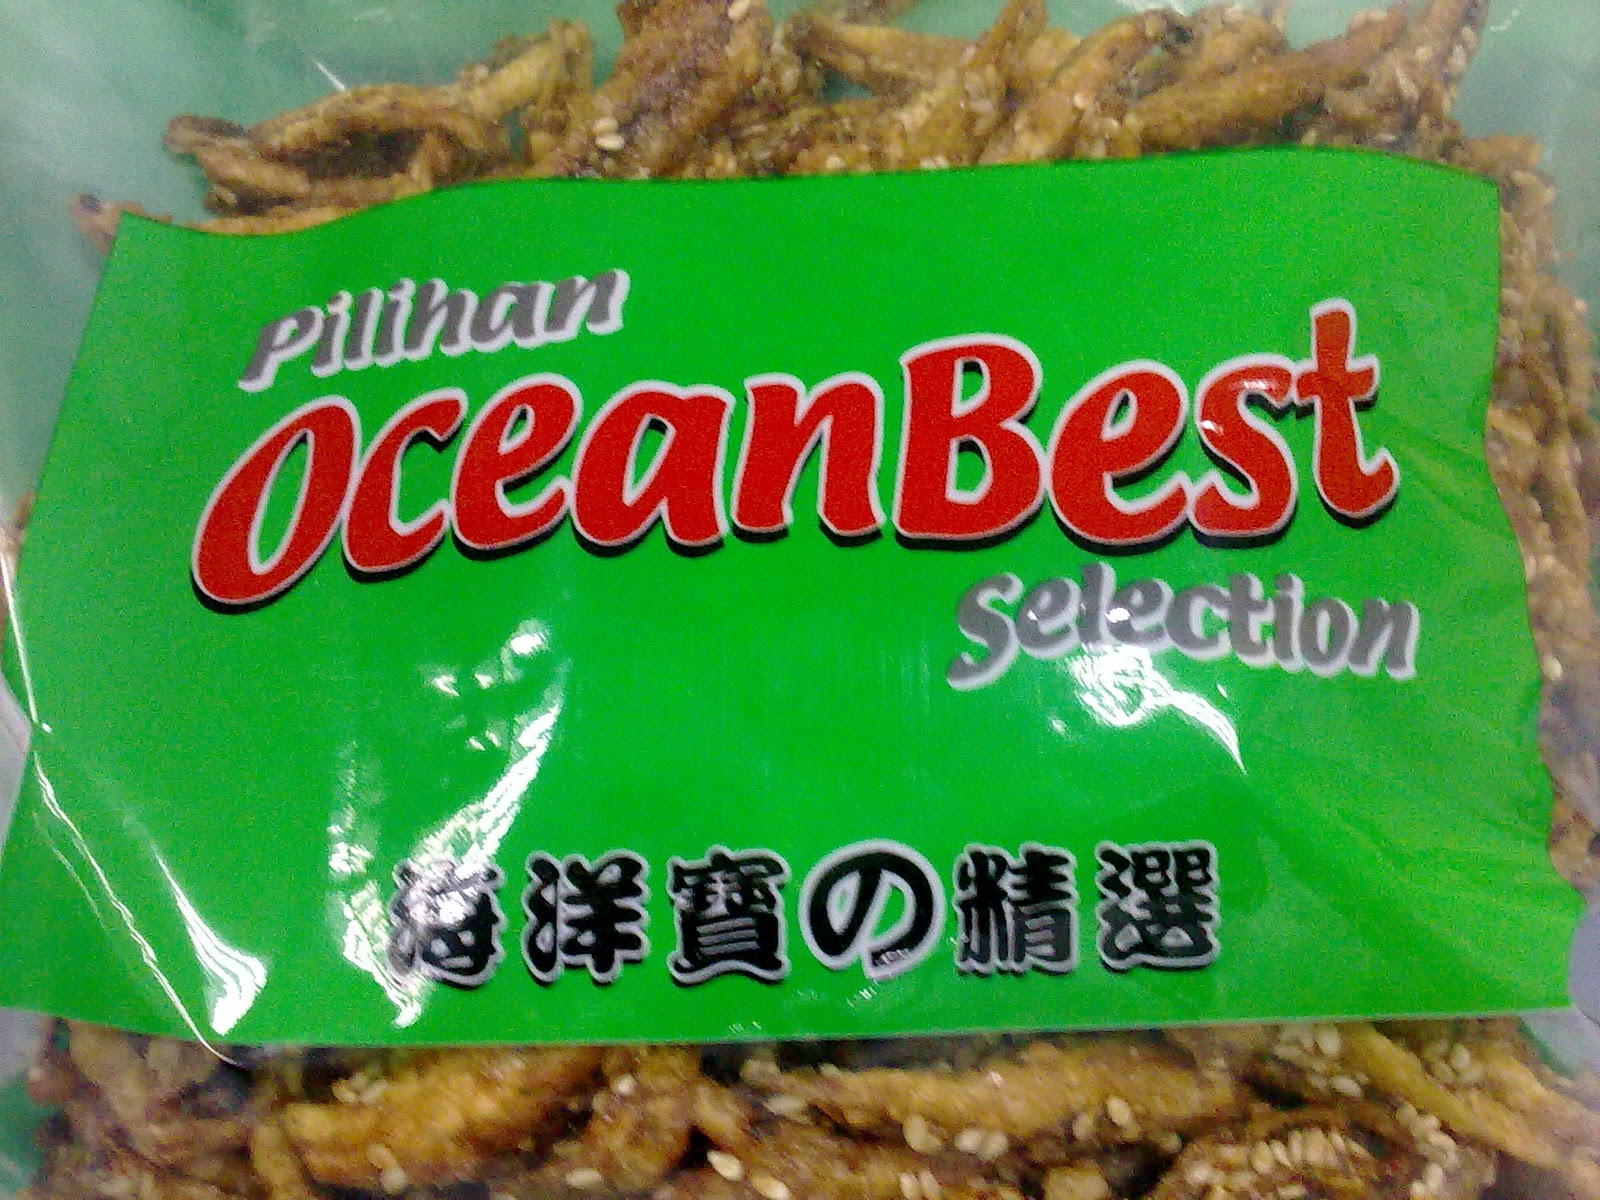 Pilihan
OceanBest
Selection
海洋寶の精選